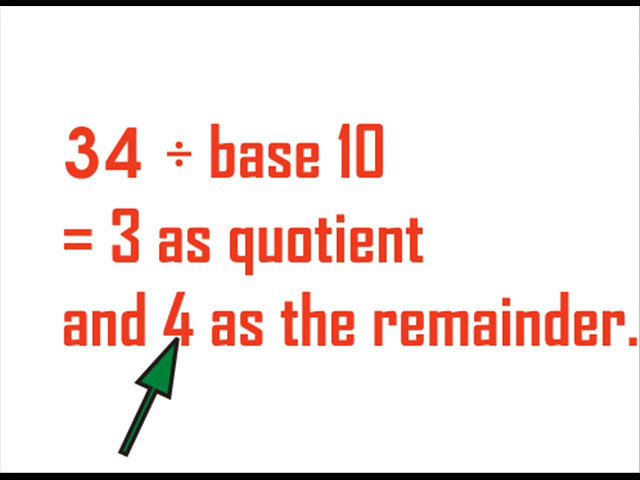 34 ÷ base 10
= 3 as quotient
and 4 as the remainder.